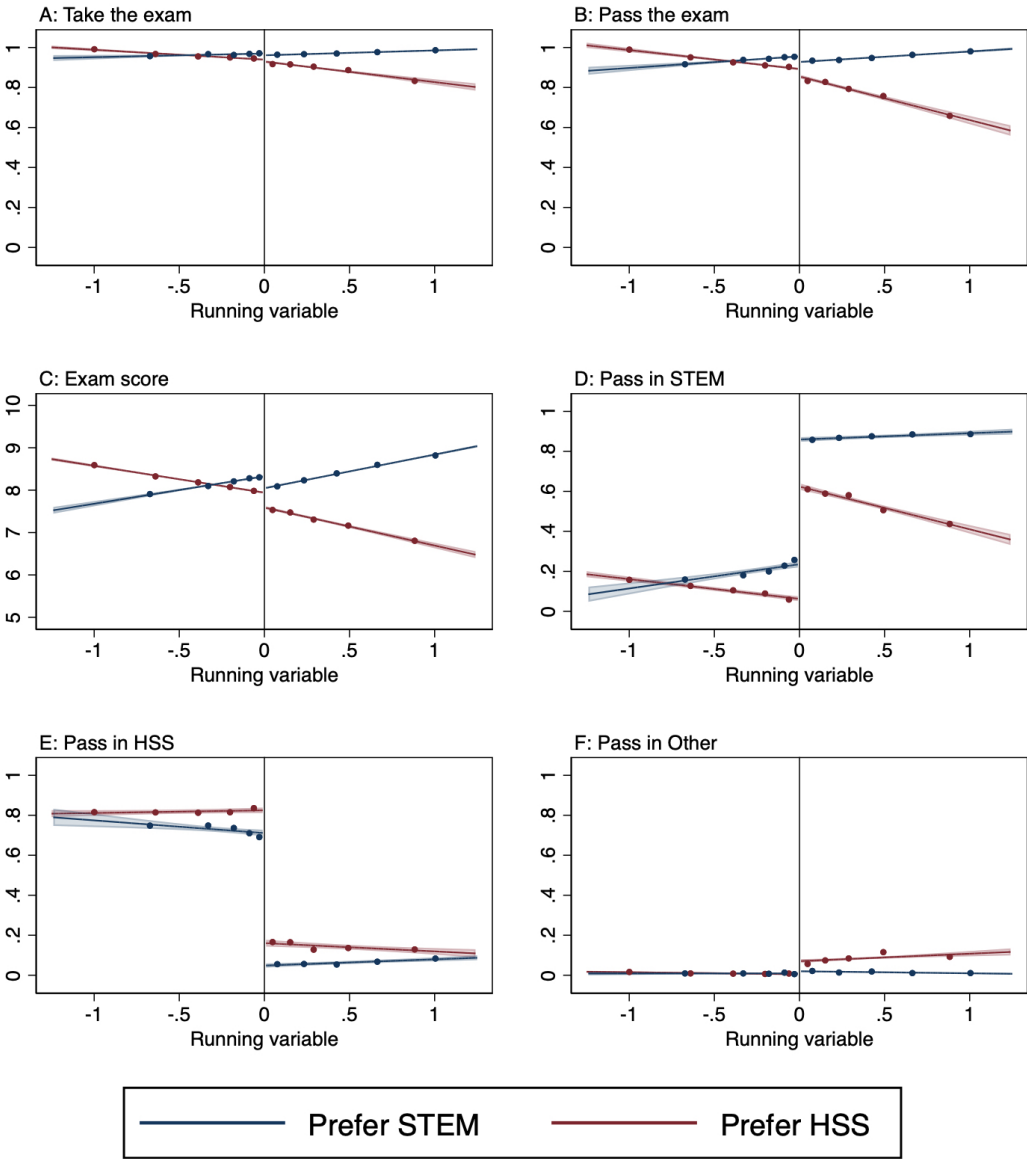 A: Take the exam
B: Pass the exam
1
.8
.6
.4
.2
0
-1 -.5 0 .5 1
Running variable
1
.8
.6
.4
.2
0
-1 -.5 0 .5 1
Running variable
C: Exam score
D: Pass in STEM
10
9
8
7
6
5
-1 -.5 0 .5 1
Running variable
1
.8
.6
.4
.2
0
-1 -.5 0 .5 1
Running variable
E: Pass in HSS
F: Pass in Other
1
.8
.6
.4
.2
0
-1 -.5 0 .5 1
Running variable
1
.8
.6
.4
.2
0
-1 -.5 0 .5 1
Running variable
Prefer STEM Prefer HSS